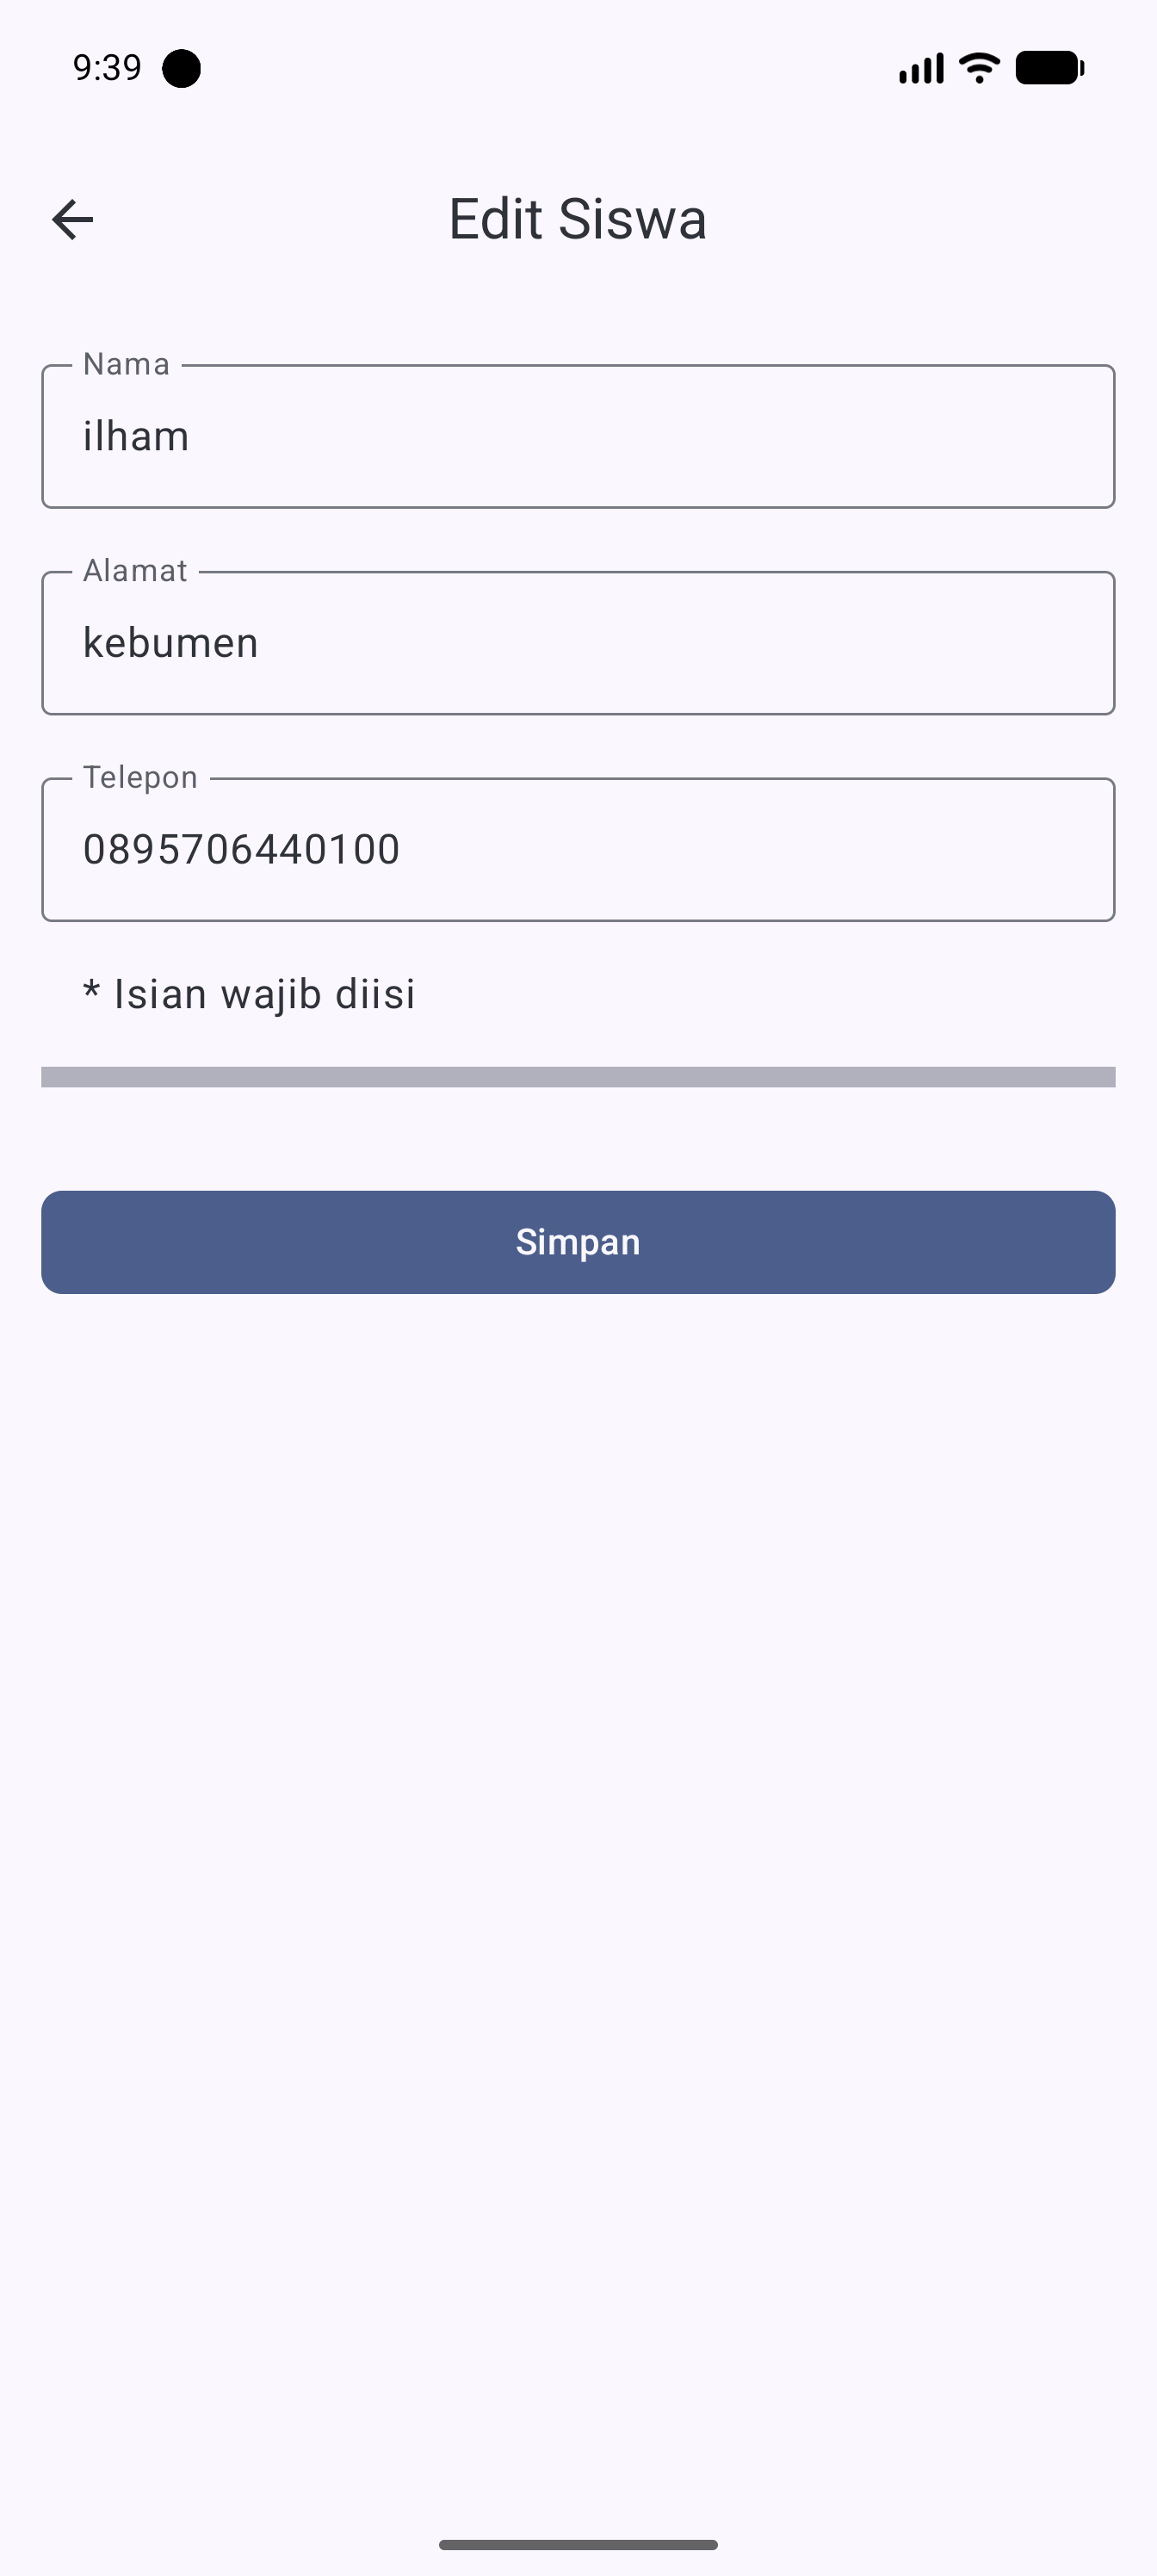 9:39
Edit Siswa
Nama
ilham
Alamat
kebumen
Telepon
0895706440100
* Isian wajib diisi
Simpan